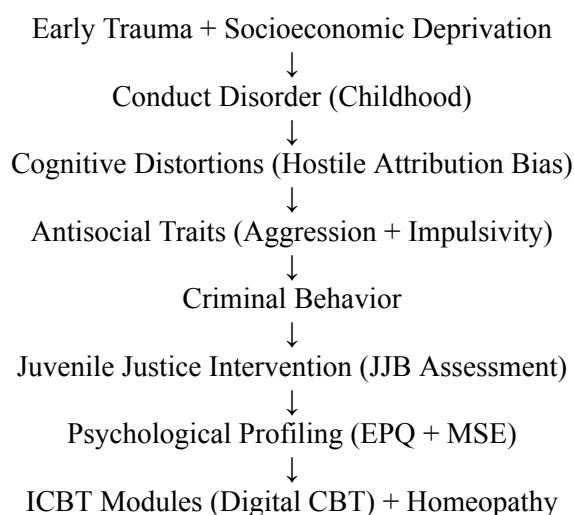 Early Trauma + Socioeconomic Deprivation
↓
Conduct Disorder (Childhood)
↓
Cognitive Distortions (Hostile Attribution Bias)
↓
Antisocial Traits (Aggression + Impulsivity)
↓
Criminal Behavior
↓
Juvenile Justice Intervention (JJB Assessment)
↓
Psychological Profiling (EPQ + MSE)
↓
ICBT Modules (Digital CBT) + Homeopathy